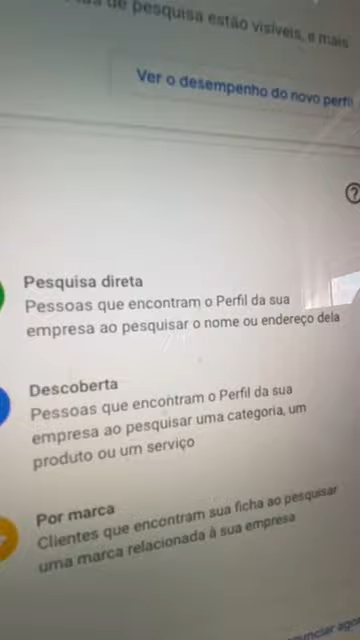 de pesquisa estão visíveis, e mais
Ver o desempenho do novo perfil
Pesquisa direta
Pessoas que encontram o Perfil da sua
empresa ao pesquisar o nome ou endereço dela
Descoberta
Pessoas que encontram o Perfil da sua
empresa ao pesquisar uma categoria, um
produto ou um serviço
Por marca
Clientes que encontram sua ficha ao pesquisar
uma marca relacionada à sua empresa